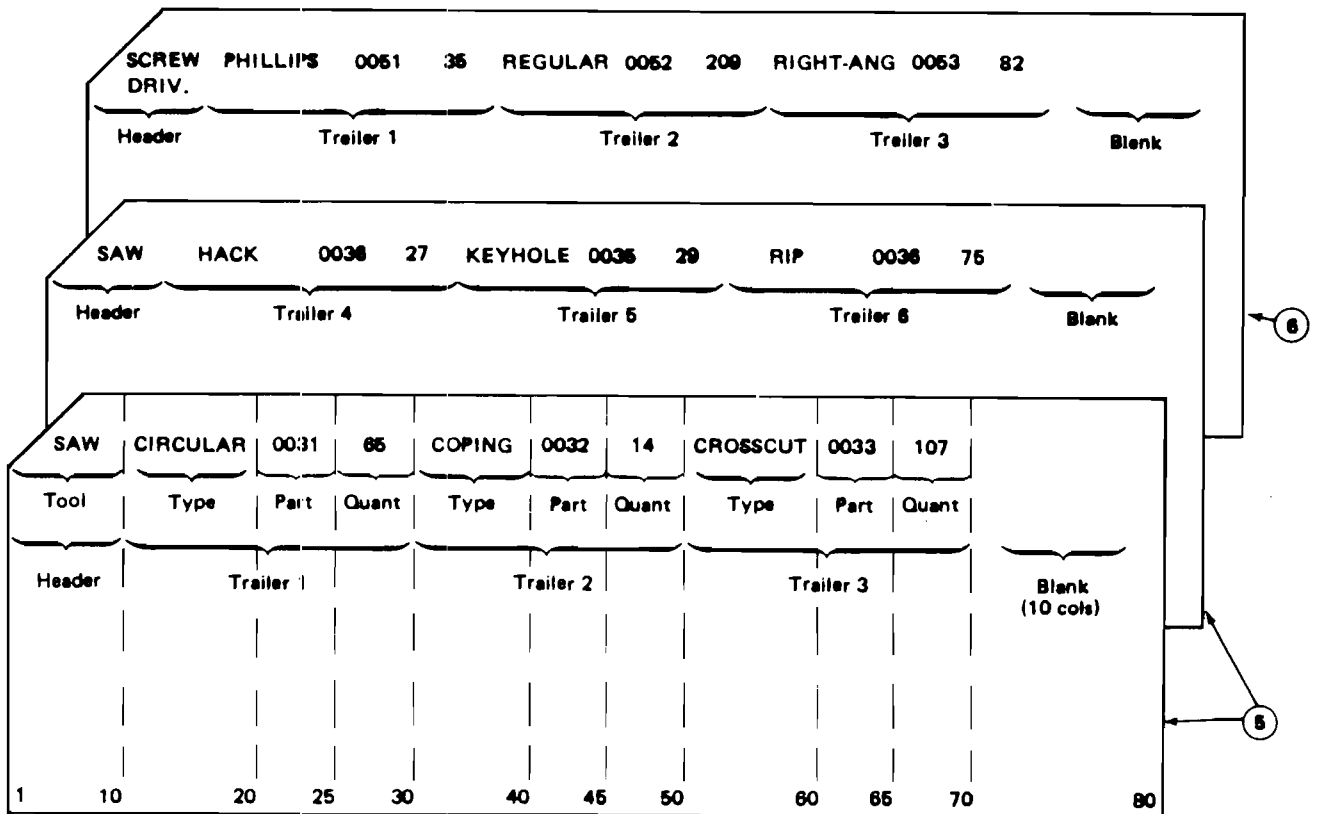 SCREW PHILLIPS 0051 35 REGULAR 0052 209 RIGHT-ANG 0053 82
DRIV.
Header Trailer 1 Trailer 2 Trailer 3 Blank
SAW HACK 27 KEYHOLE 0035 29 RIP 0036 75
Header Trailer 4 Trailer 5 Trailer 6 Blank
6
SAW CIRCULAR 0031 65 COPING 0032 14 CROSSCUT 0033 107
Tool Type Part Quant Type Part Quant Type Part Quant
Header Trailer 1 Trailer 2 Trailer 3 Blank
(10 cols)
5
1 10 20 25 30 40 45 50 60 65 70 80